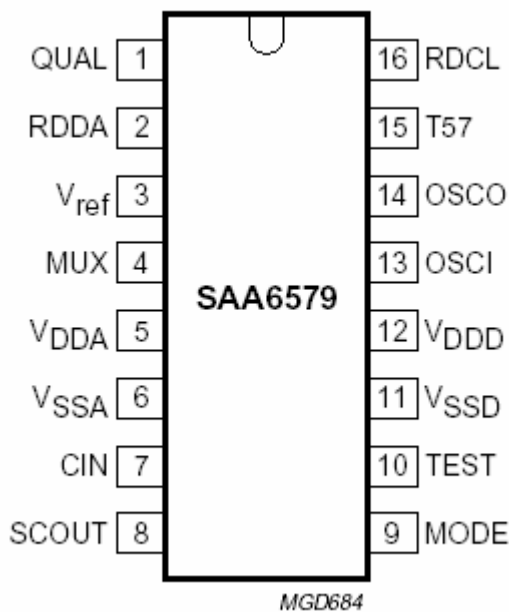 QUAL 1 16 RDCL
RDDA 2 15 T57
Vref 3 14 OSCO
MUX 4 13 OSCI
SAA6579
VDDA 5 12 VDDD
VSSA 6 11 VSSD
CIN 7 10 TEST
SCOUT 8 9 MODE
MGD684